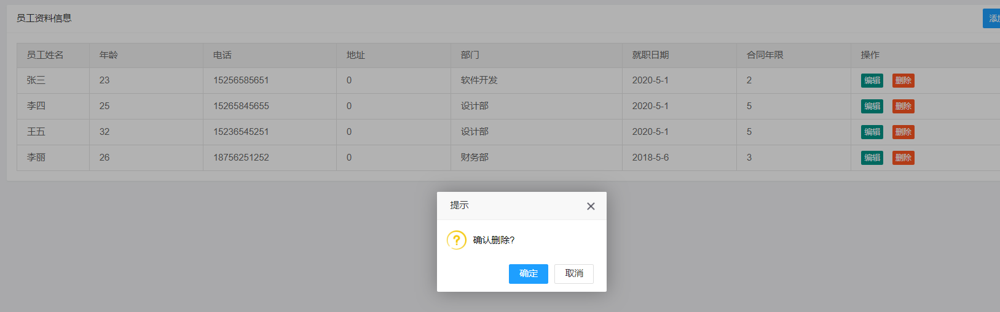 员工资料信息
员工姓名 年龄 电话 地址 部门 就职日期 合同年限 操作
张三 23 15256585651 0 软件开发 2020-5-1 2 编辑 删除
李四 25 15265845655 0 设计部 2020-5-1 5 编辑 删除
王五 32 15236545251 0 设计部 2020-5-1 5 编辑 删除
李丽 26 18756251252 0 财务部 2018-5-6 3 编辑 删除
提示
确认删除?
确定 取消